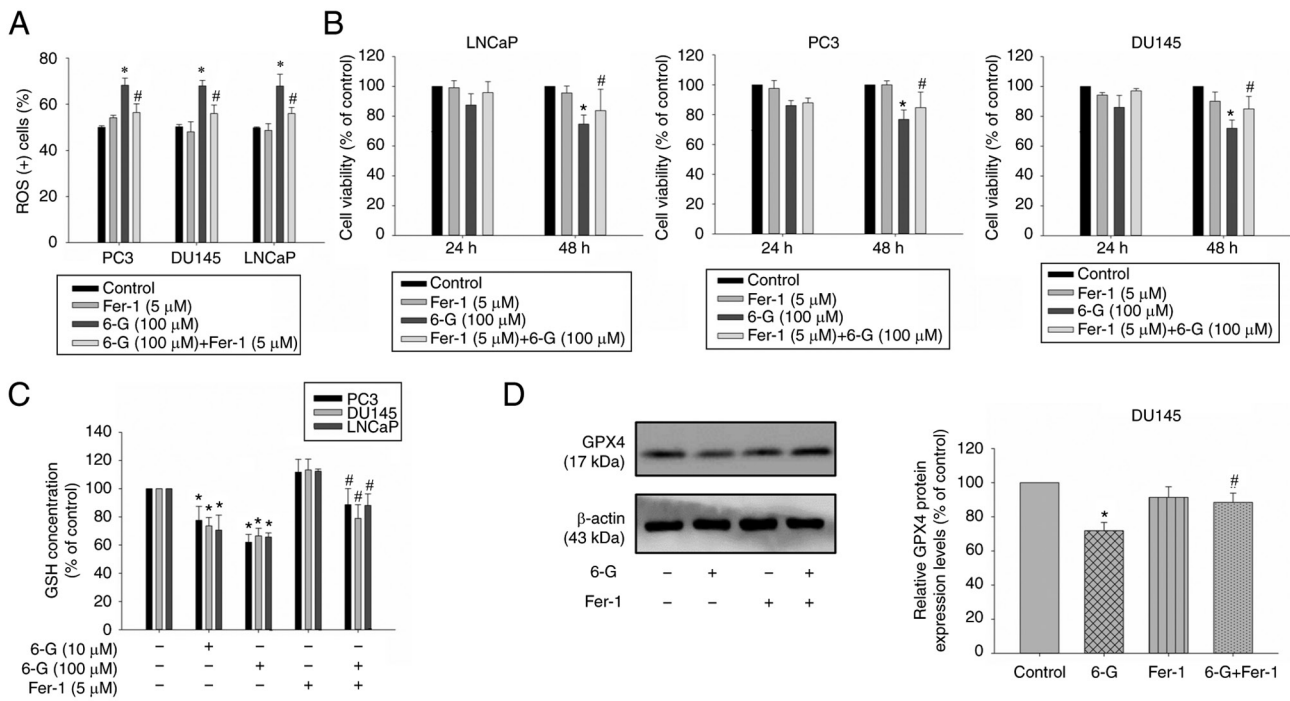 A
ROS (+) cells (%)
80
60
40
20
0
*
#
*
#
*
#
PC3 DU145 LNCaP
Control
Fer-1 (5 μM)
6-G (100 μM)
6-G (100 μM)+Fer-1 (5 μM)
B
LNCaP
Cell viability (% of control)
120
100
80
60
40
20
0
*
#
24 h 48 h
Control
Fer-1 (5 μM)
6-G (100 μM)
Fer-1 (5 μM)+6-G (100 μM)
PC3
Cell viability (% of control)
120
100
80
60
40
20
0
*
#
24 h 48 h
Control
Fer-1 (5 μM)
6-G (100 μM)
Fer-1 (5 μM)+6-G (100 μM)
DU145
Cell viability (% of control)
120
100
80
60
40
20
0
*
#
24 h 48 h
Control
Fer-1 (5 μM)
6-G (100 μM)
Fer-1 (5 μM)+6-G (100 μM)
C
PC3
DU145
LNCaP
GSH concentration
(% of control)
140
120
100
80
60
40
20
0
* * *
* * *
# # #
6-G (10 μM) – + – – –
6-G (100 μM) – – + – +
Fer-1 (5 μM) – – – + +
D
GPX4
(17 kDa)
β-actin
(43 kDa)
6-G – + – +
Fer-1 – – + +
DU145
Relative GPX4 protein
expression levels (% of control)
120
100
80
60
40
20
0
*
#
Control 6-G Fer-1 6-G+Fer-1